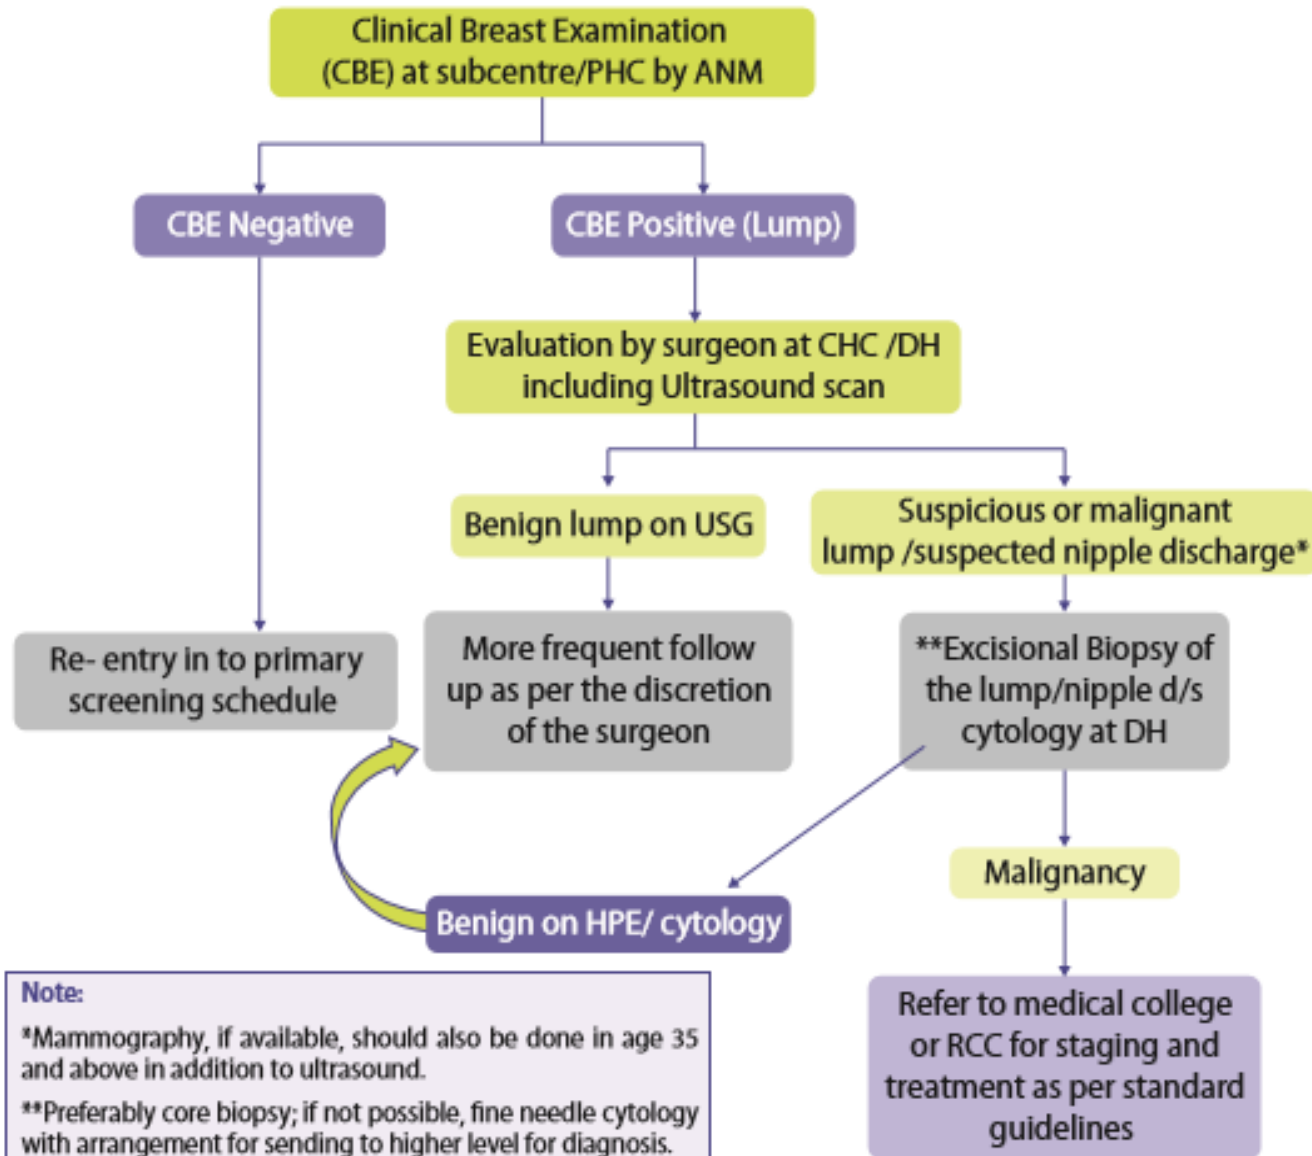 Clinical Breast Examination
(CBE) at subcentre/PHC by ANM
CBE Negative
CBE Positive (Lump)
Evaluation by surgeon at CHC /DH
including Ultrasound scan
Benign lump on USG
Suspicious or malignant
lump /suspected nipple discharge*
Re- entry in to primary
screening schedule
More frequent follow
up as per the discretion
of the surgeon
**Excisional Biopsy of
the lump/nipple d/s
cytology at DH
Malignancy
Benign on HPE/ cytology
Refer to medical college
or RCC for staging and
treatment as per standard
guidelines
Note:
*Mammography, if available, should also be done in age 35
and above in addition to ultrasound.
**Preferably core biopsy; if not possible, fine needle cytology
with arrangement for sending to higher level for diagnosis.